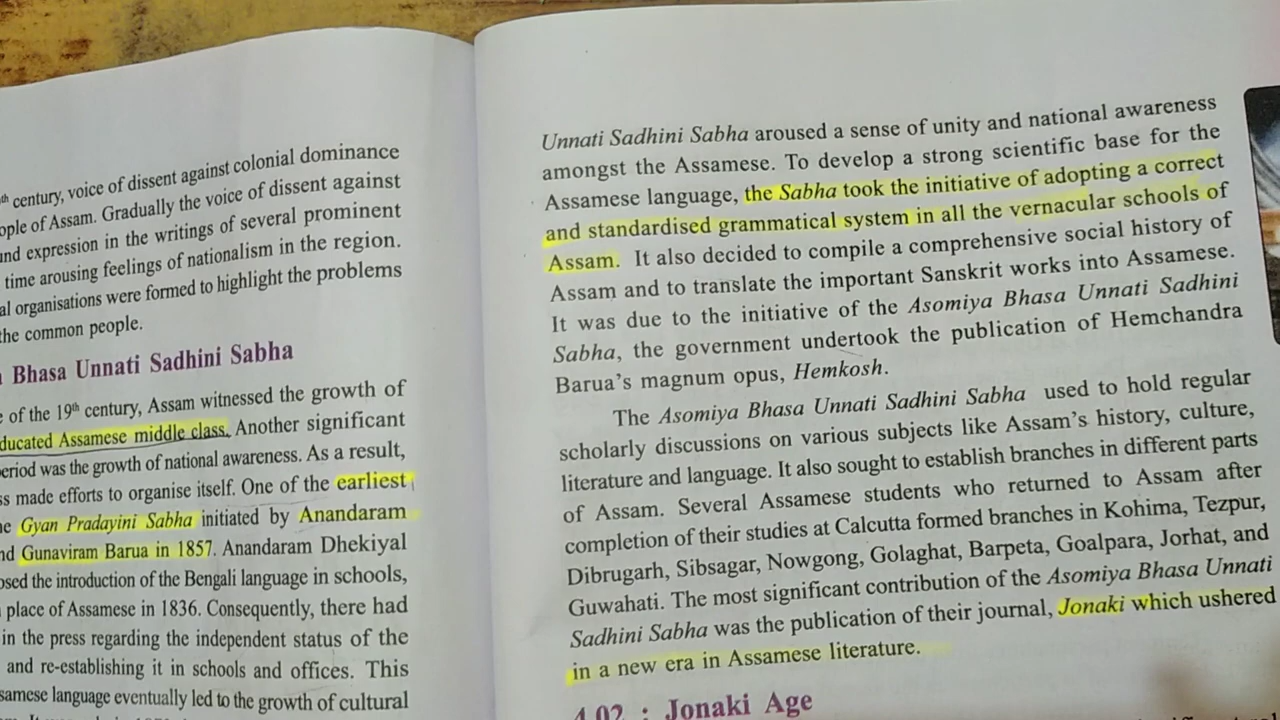 th century, voice of dissent against colonial dominance
ople of Assam. Gradually the voice of dissent against
nd expression in the writings of several prominent
time arousing feelings of nationalism in the region.
al organisations were formed to highlight the problems
the common people.
Bhasa Unnati Sadhini Sabha
of the 19th century, Assam witnessed the growth of
ducated Assamese middle class. Another significant
period was the growth of national awareness. As a result,
ss made efforts to organise itself. One of the earliest
ne Gyan Pradayini Sabha initiated by Anandaram
nd Gunaviram Barua in 1857. Anandaram Dhekiyal
osed the introduction of the Bengali language in schools,
place of Assamese in 1836. Consequently, there had
in the press regarding the independent status of the
and re-establishing it in schools and offices. This
samese language eventually led to the growth of cultural
Unnati Sadhini Sabha aroused a sense of unity and national awareness
amongst the Assamese. To develop a strong scientific base for the
Assamese language, the Sabha took the initiative of adopting a correct
and standardised grammatical system in all the vernacular schools of
Assam. It also decided to compile a comprehensive social history of
Assam and to translate the important Sanskrit works into Assamese.
It was due to the initiative of the Asomiya Bhasa Unnati Sadhini
Sabha, the government undertook the publication of Hemchandra
Barua's magnum opus, Hemkosh.
The Asomiya Bhasa Unnati Sadhini Sabha used to hold regular
scholarly discussions on various subjects like Assam's history, culture,
literature and language. It also sought to establish branches in different parts
of Assam. Several Assamese students who returned to Assam after
completion of their studies at Calcutta formed branches in Kohima, Tezpur,
Dibrugarh, Sibsagar, Nowgong, Golaghat, Barpeta, Goalpara, Jorhat, and
Guwahati. The most significant contribution of the Asomiya Bhasa Unnati
Sadhini Sabha was the publication of their journal, Jonaki which ushered
in a new era in Assamese literature.
4.02 : Jonaki Age